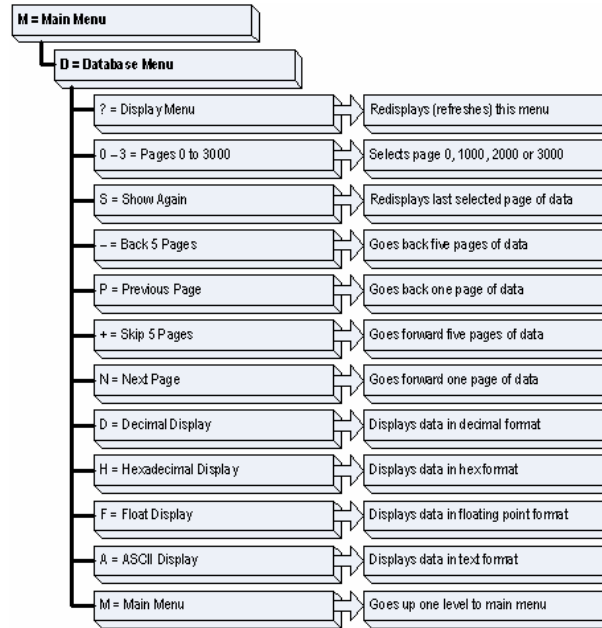 M = Main Menu
D = Database Menu
? = Display Menu
Redisplays (refreshes) this menu
0 – 3 = Pages 0 to 3000
Selects page 0, 1000, 2000 or 3000
S = Show Again
Redisplays last selected page of data
– = Back 5 Pages
Goes back five pages of data
P = Previous Page
Goes back one page of data
+ = Skip 5 Pages
Goes forward five pages of data
N = Next Page
Goes forward one page of data
D = Decimal Display
Displays data in decimal format
H = Hexadecimal Display
Displays data in hex format
F = Float Display
Displays data in floating point format
A = ASCII Display
Displays data in text format
M = Main Menu
Goes up one level to main menu